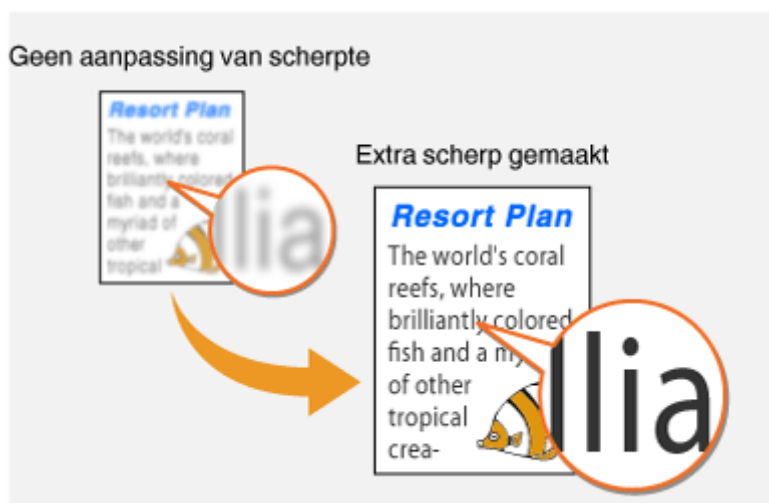 Geen aanpassing van scherpte
Resort Plan
The world's coral
reefs, where
brilliantly colored
fish and a
myriad of
other
tropical
llia
Extra scherp gemaakt
Resort Plan
The world's coral
reefs, where
brilliantly colored
fish and a my
of other
tropical
crea-
llia